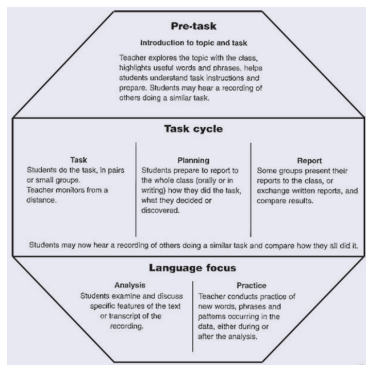 Pre-task
Introduction to topic and task
Teacher explores the topic with the class,
highlights useful words and phrases, helps
students understand task instructions and
prepare. Students may hear a recording of
others doing a similar task.
Task cycle
Task
Students do the task, in pairs
or small groups.
Teacher monitors from a
distance.
Planning
Students prepare to report to
the whole class (orally or in
writing) how they did the task,
what they decided or
discovered.
Report
Some groups present their
reports to the class, or
exchange written reports, and
compare results.
Students may now hear a recording of others doing a similar task and compare how they all did it.
Language focus
Analysis
Students examine and discuss
specific features of the text
or transcript of the
recording.
Practice
Teacher conducts practice of
new words, phrases and
patterns occurring in the
data, either during or
after the analysis.